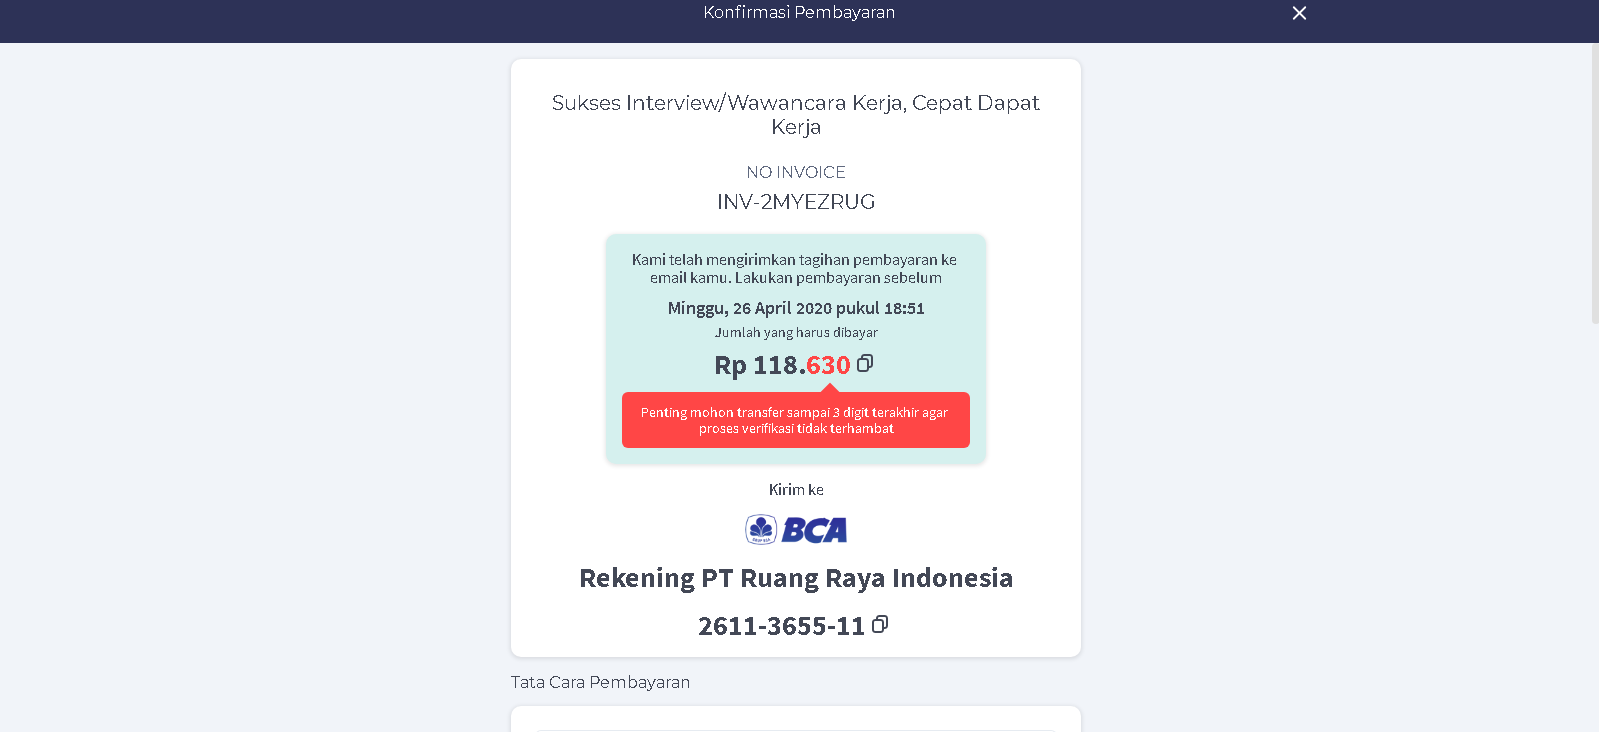 Konfirmasi Pembayaran
Sukses Interview/Wawancara Kerja, Cepat Dapat
Kerja
NO INVOICE
INV-2MYEZRUG
Kami telah mengirimkan tagihan pembayaran ke
email kamu. Lakukan pembayaran sebelum
Minggu, 26 April 2020 pukul 18:51
Jumlah yang harus dibayar
Rp 118.630
Penting mohon transfer sampai 3 digit terakhir agar
proses verifikasi tidak terhambat
Kirim ke
BCA
Rekening PT Ruang Raya Indonesia
2611-3655-11
Tata Cara Pembayaran